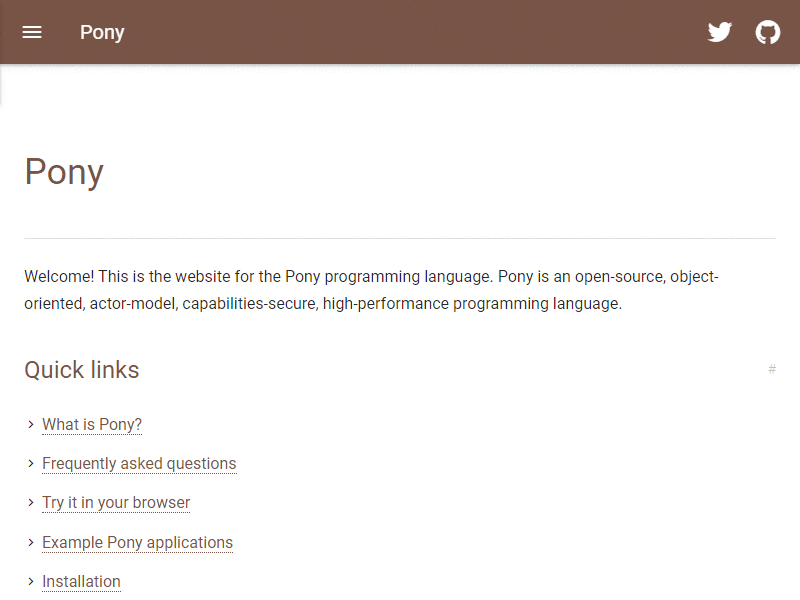 Pony
Pony
Welcome! This is the website for the Pony programming language. Pony is an open-source, object-
oriented, actor-model, capabilities-secure, high-performance programming language.
Quick links #
What is Pony?
Frequently asked questions
Try it in your browser
Example Pony applications
Installation